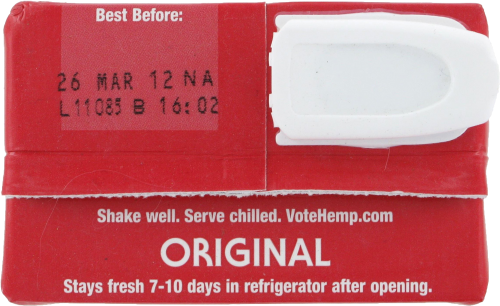 Best Before:
26 MAR 12 NA
L11085 B 16:02
Shake well. Serve chilled. VoteHemp.com
ORIGINAL
Stays fresh 7-10 days in refrigerator after opening.